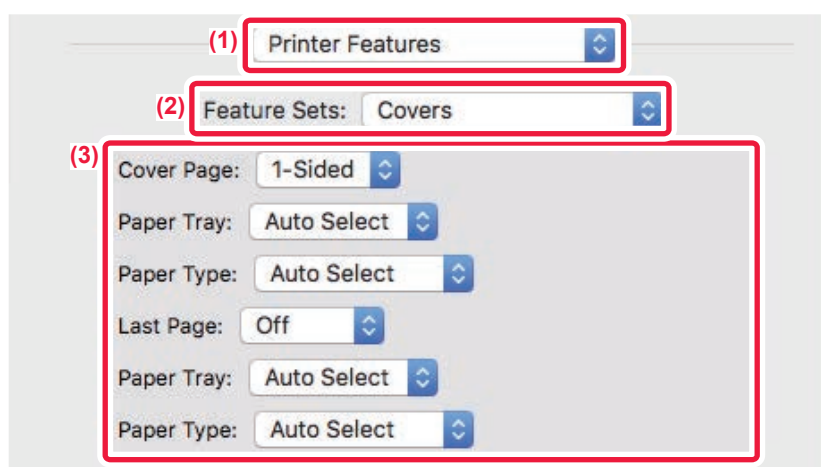 (1) Printer Features
(2) Feature Sets: Covers
(3)
Cover Page: 1-Sided
Paper Tray: Auto Select
Paper Type: Auto Select
Last Page: Off
Paper Tray: Auto Select
Paper Type: Auto Select